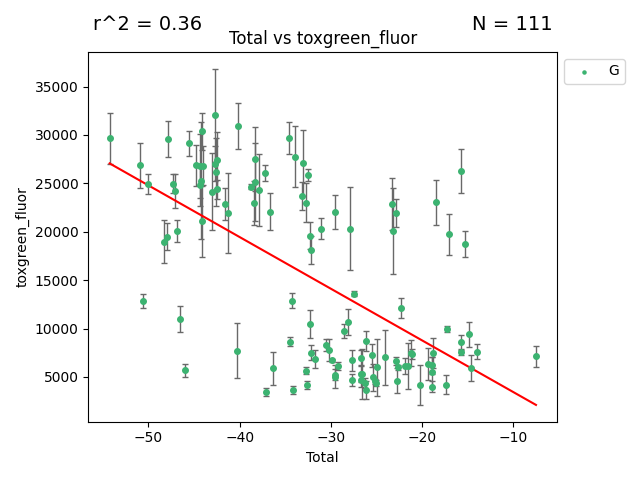 r^2 = 0.36
N = 111
Total vs toxgreen_fluor
G
35000
30000
25000
20000
15000
10000
5000
toxgreen_fluor
−50
−40
−30
−20
−10
Total